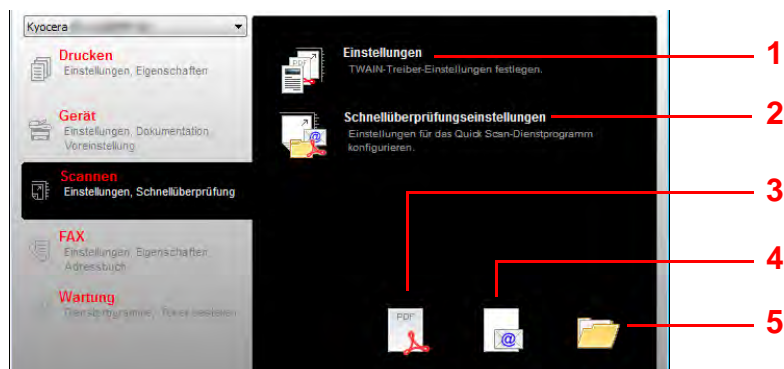 Kyocera
Drucken
Einstellungen, Eigenschaften
Gerät
Einstellungen, Dokumentation,
Voreinstellung
Scannen
Einstellungen, Schnellüberprüfung
FAX
Einstellungen, Eigenschaften,
Adressbuch
Wartung
Einstellungen
TWAIN-Treiber-Einstellungen festlegen.
Schnellüberprüfungseinstellungen
Einstellungen für das Quick Scan-Dienstprogramm
konfigurieren.
PDF
PDF
@
@
1
2
3
4
5